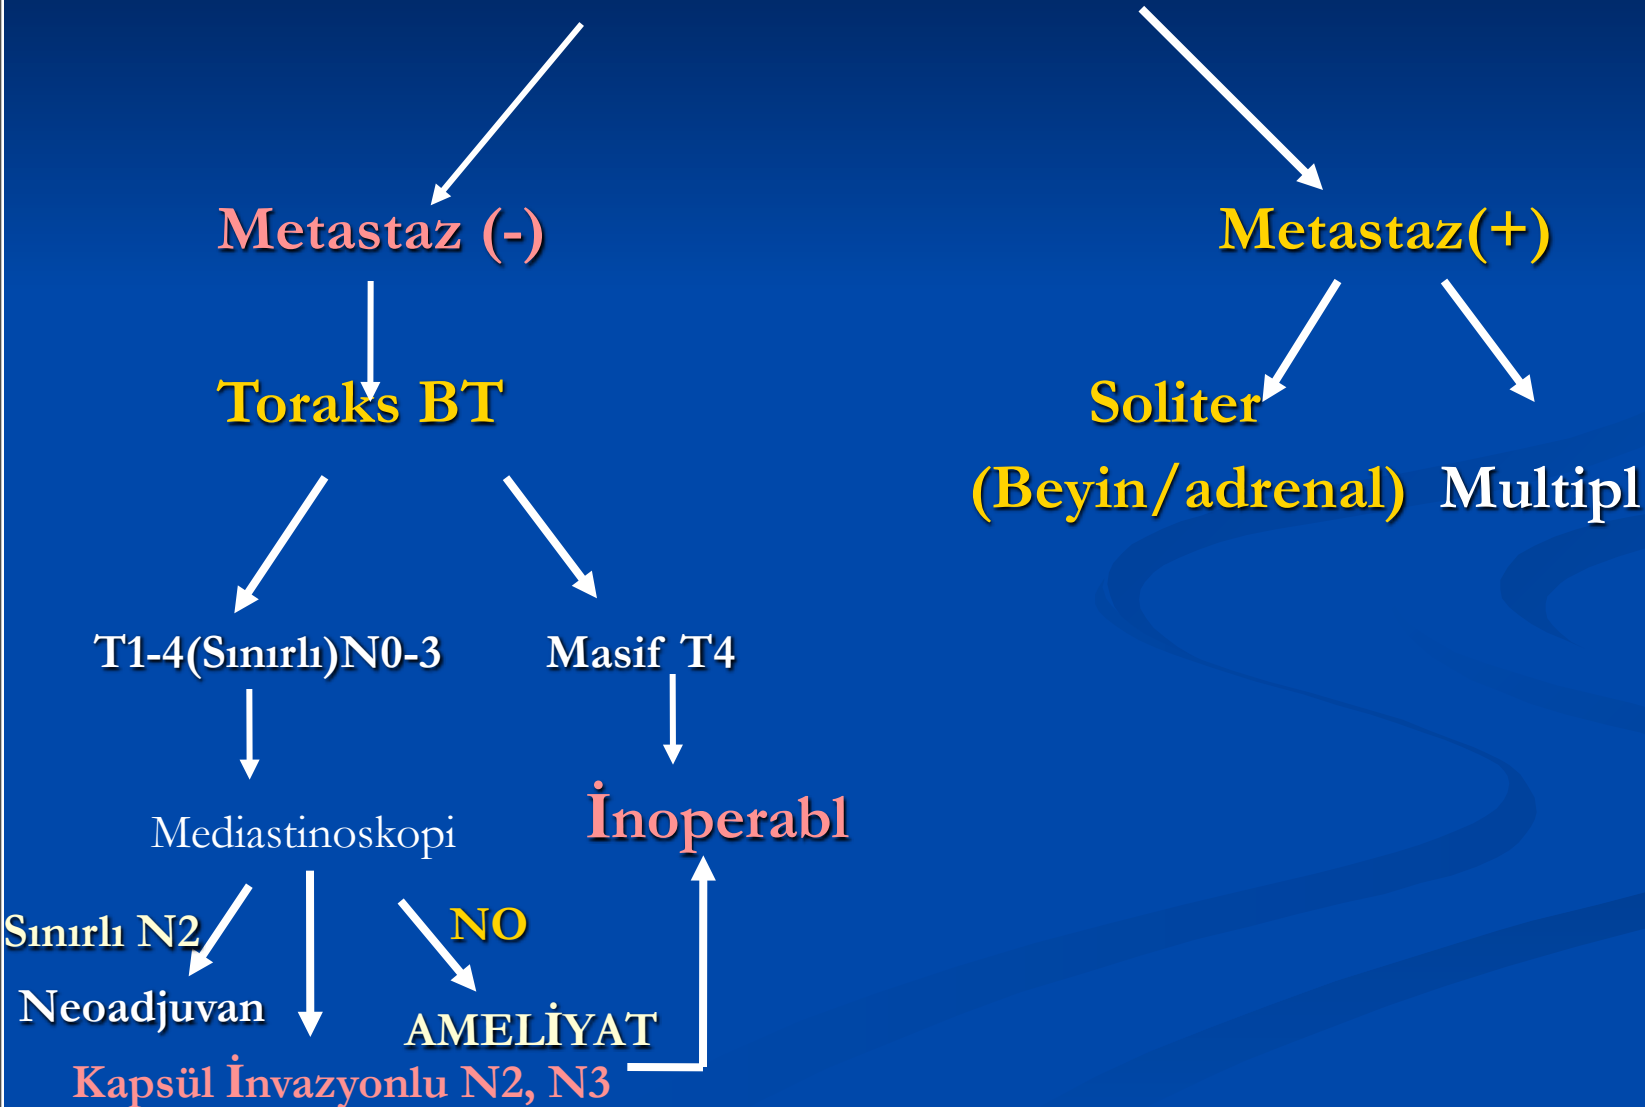 Metastaz (-)
Metastaz(+)
Toraks BT
Soliter
(Beyin/adrenal)
Multipl
T1-4(Sınırlı)N0-3
Masif T4
Mediastinoskopi
İnoperabl
Sınırlı N2
NO
Neoadjuvan
AMELİYAT
Kapsül İnvazyonlu N2, N3